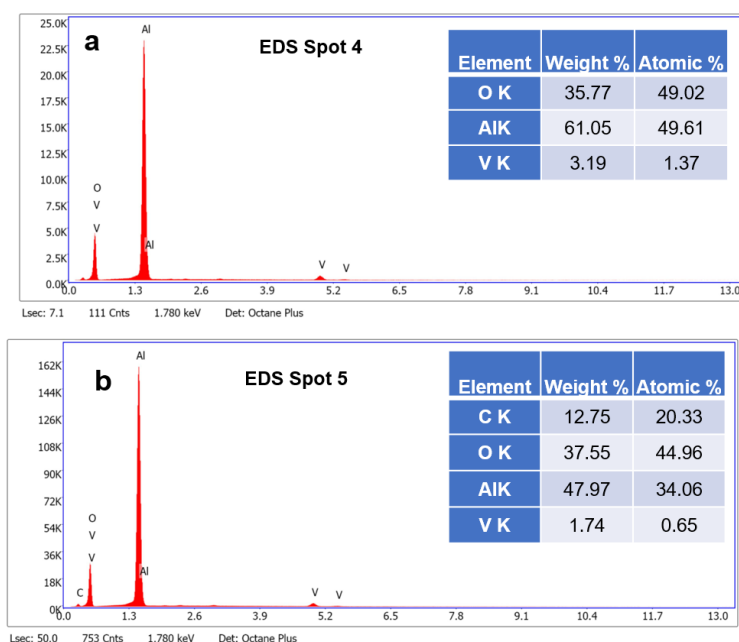 25.0K
a
Al
EDS Spot 4
22.5K
20.0K
17.5K
15.0K
12.5K
10.0K
7.5K
5.0K
2.5K
0.0K
O
V
V
Al
V
V
0.0 1.3 2.6 3.9 5.2 6.5 7.8 9.1 10.4 11.7 13.0
Element Weight % Atomic %
O K 35.77 49.02
AlK 61.05 49.61
V K 3.19 1.37
Lsec: 7.1 111 Cnts 1.780 keV Det: Octane Plus
b
Al
EDS Spot 5
162K
144K
126K
108K
90K
72K
54K
36K
18K
0K
C
O
V
V
Al
V
V
0.0 1.3 2.6 3.9 5.2 6.5 7.8 9.1 10.4 11.7 13.0
Element Weight % Atomic %
C K 12.75 20.33
O K 37.55 44.96
AlK 47.97 34.06
V K 1.74 0.65
Lsec: 50.0 753 Cnts 1.780 keV Det: Octane Plus